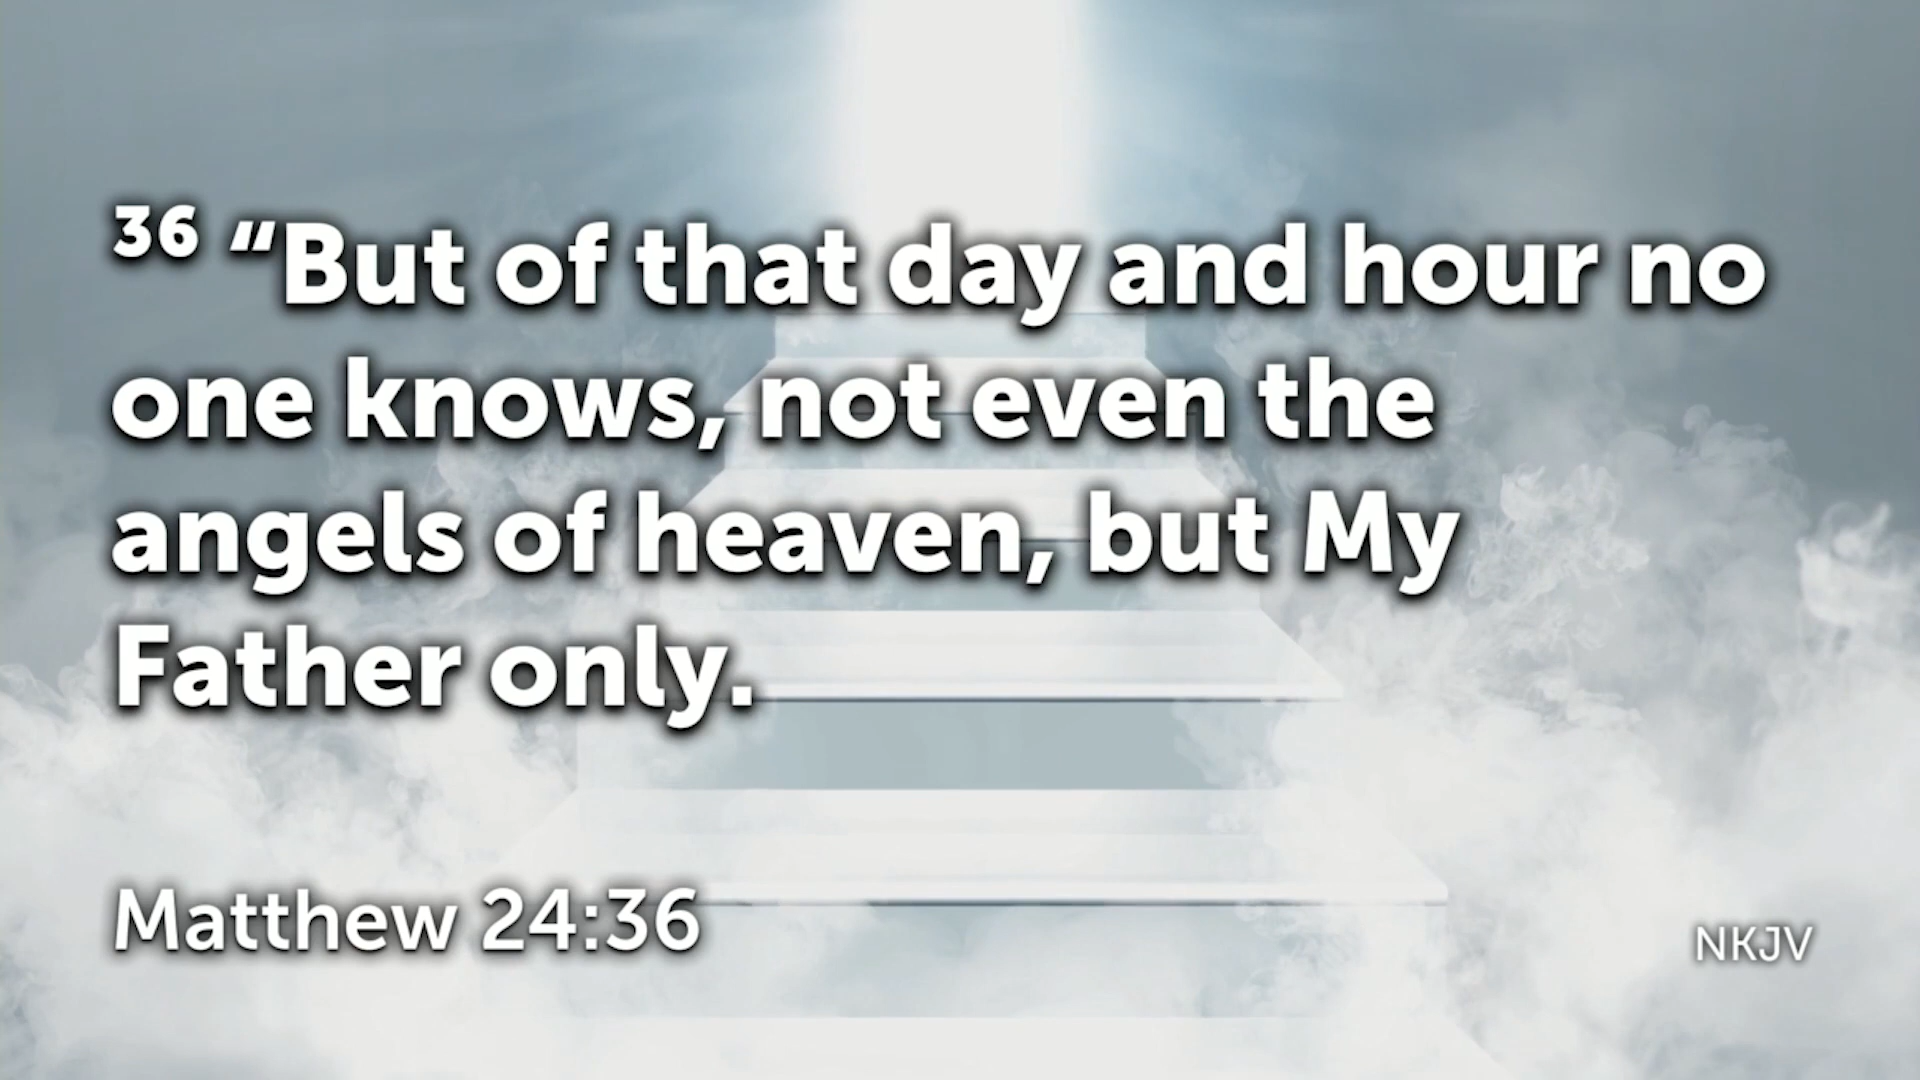 36 “But of that day and hour no
one knows, not even the
angels of heaven, but My
Father only.
Matthew 24:36
NKJV